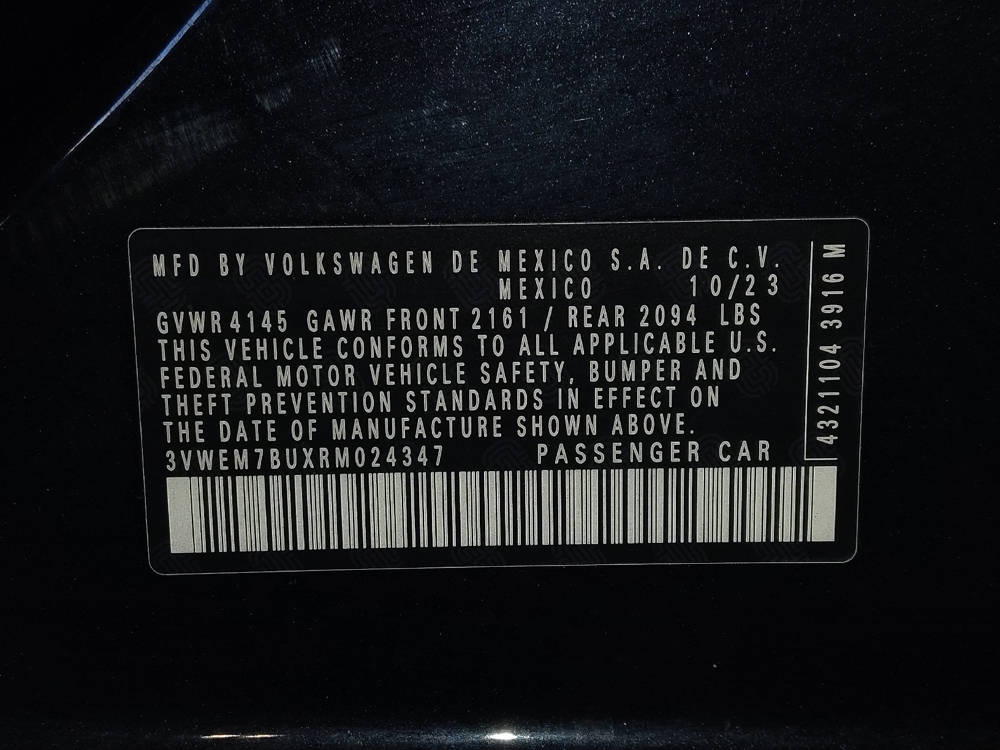 MFD BY VOLKSWAGEN DE MEXICO S.A. DE C.V.
MEXICO 10/23
GVWR 4145 GAWR FRONT 2161 / REAR 2094 LBS
THIS VEHICLE CONFORMS TO ALL APPLICABLE U.S.
FEDERAL MOTOR VEHICLE SAFETY, BUMPER AND
THEFT PREVENTION STANDARDS IN EFFECT ON
THE DATE OF MANUFACTURE SHOWN ABOVE.
3VWEM7BUXRM024347 PASSENGER CAR
4321104 3916 M